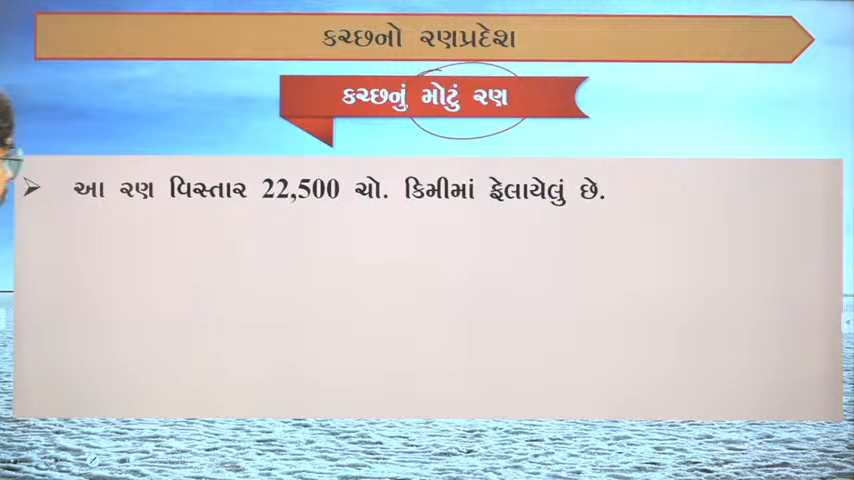 કચ્છનો રણપ્રદેશ
કચ્છનું મોટું રણ
આ રણ વિસ્તાર 22,500 ચો. કિમીમાં ફેલાયેલું છે.